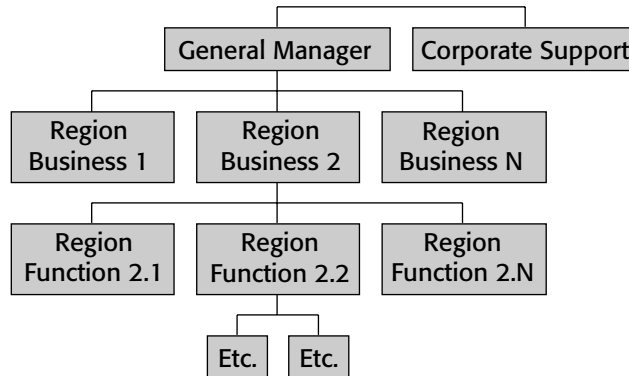 General Manager
Corporate Support
Region
Business 1
Region
Business 2
Region
Business N
Region
Function 2.1
Region
Function 2.2
Region
Function 2.N
Etc.
Etc.